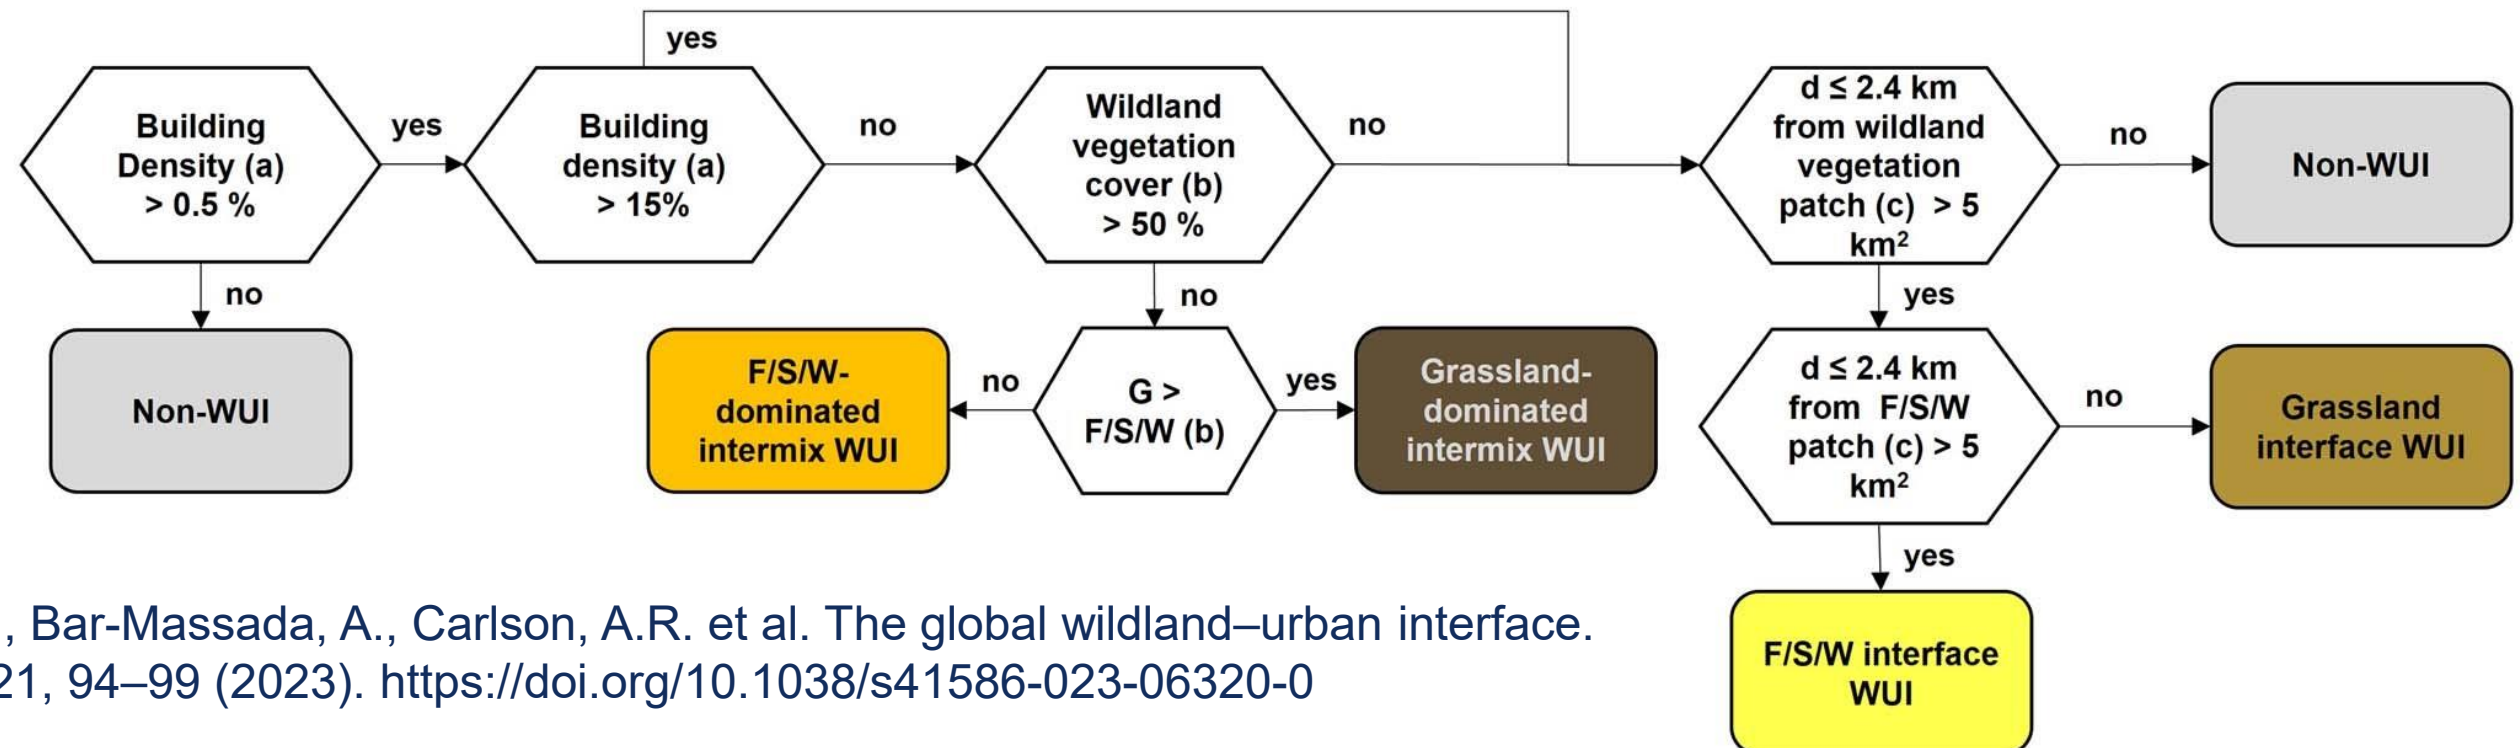 yes
Building
Density (a)
> 0.5 %
yes
Building
density (a)
> 15%
no
Wildland
vegetation
cover (b)
> 50 %
no
d ≤ 2.4 km
from wildland
vegetation
patch (c) > 5
km²
no
Non-WUI
no
no
yes
Non-WUI
F/S/W-
dominated
intermix WUI
no
G >
F/S/W (b)
yes
Grassland-
dominated
intermix WUI
d ≤ 2.4 km
from F/S/W
patch (c) > 5
km²
no
Grassland
interface WUI
yes
F/S/W interface
WUI
, Bar-Massada, A., Carlson, A.R. et al. The global wildland–urban interface.
21, 94–99 (2023). https://doi.org/10.1038/s41586-023-06320-0